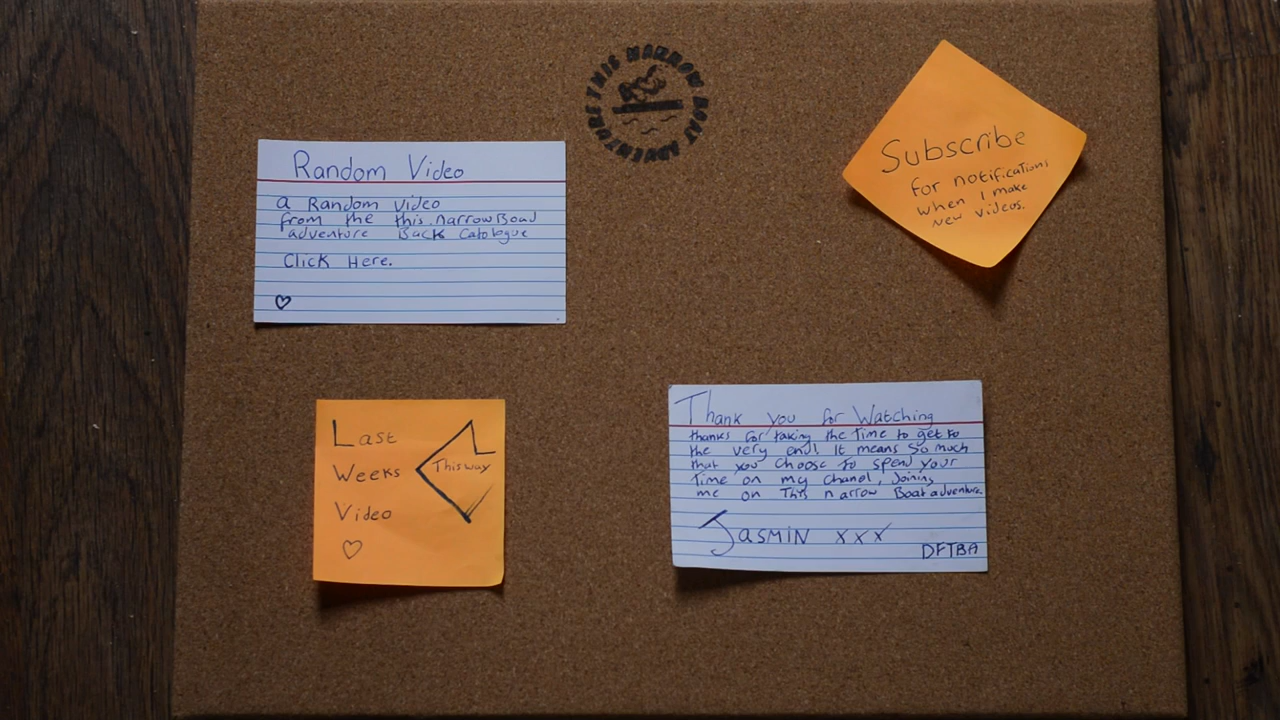 THIS NARROW BOAT ADVENTURE
Random Video
a Random Video
from the this narrow Boad
adventure Back Catologue
Click Here.
Subscribe
for notifications
when I make
New videos.
Last
Weeks
Video
This way
Thank you for Watching
thanks for taking the time to get to
the very end!. It means so much
that you choose to spend your
time on my chanel, Joining
me on This narrow Boat adventure.
JASMIN xxx
DFTBA